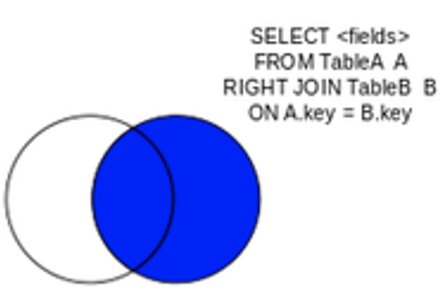 SELECT <fields>
FROM TableA A
RIGHT JOIN TableB B
ON A.key = B.key